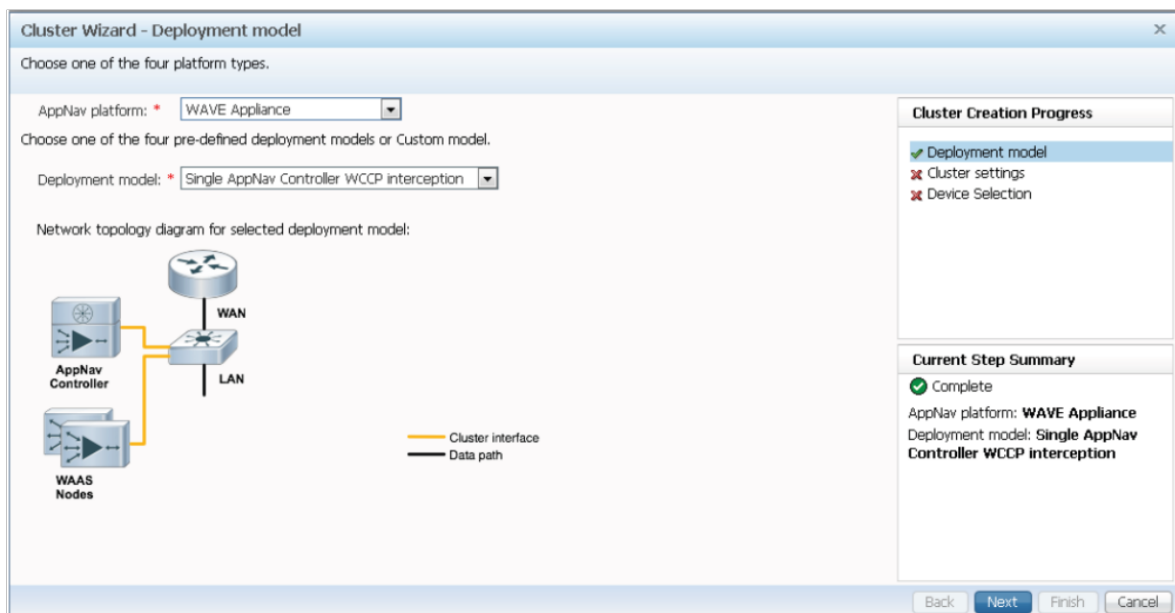 Cluster Wizard - Deployment model
Choose one of the four platform types.
AppNav platform: * WAVE Appliance
Choose one of the four pre-defined deployment models or Custom model.
Deployment model: * Single AppNav Controller WCCP interception
Network topology diagram for selected deployment model:
WAN
AppNav
Controller
LAN
WAAS
Nodes
Cluster interface
Data path
Cluster Creation Progress
Deployment model
Cluster settings
Device Selection
Current Step Summary
Complete
AppNav platform: WAVE Appliance
Deployment model: Single AppNav
Controller WCCP interception
Back Next Finish Cancel